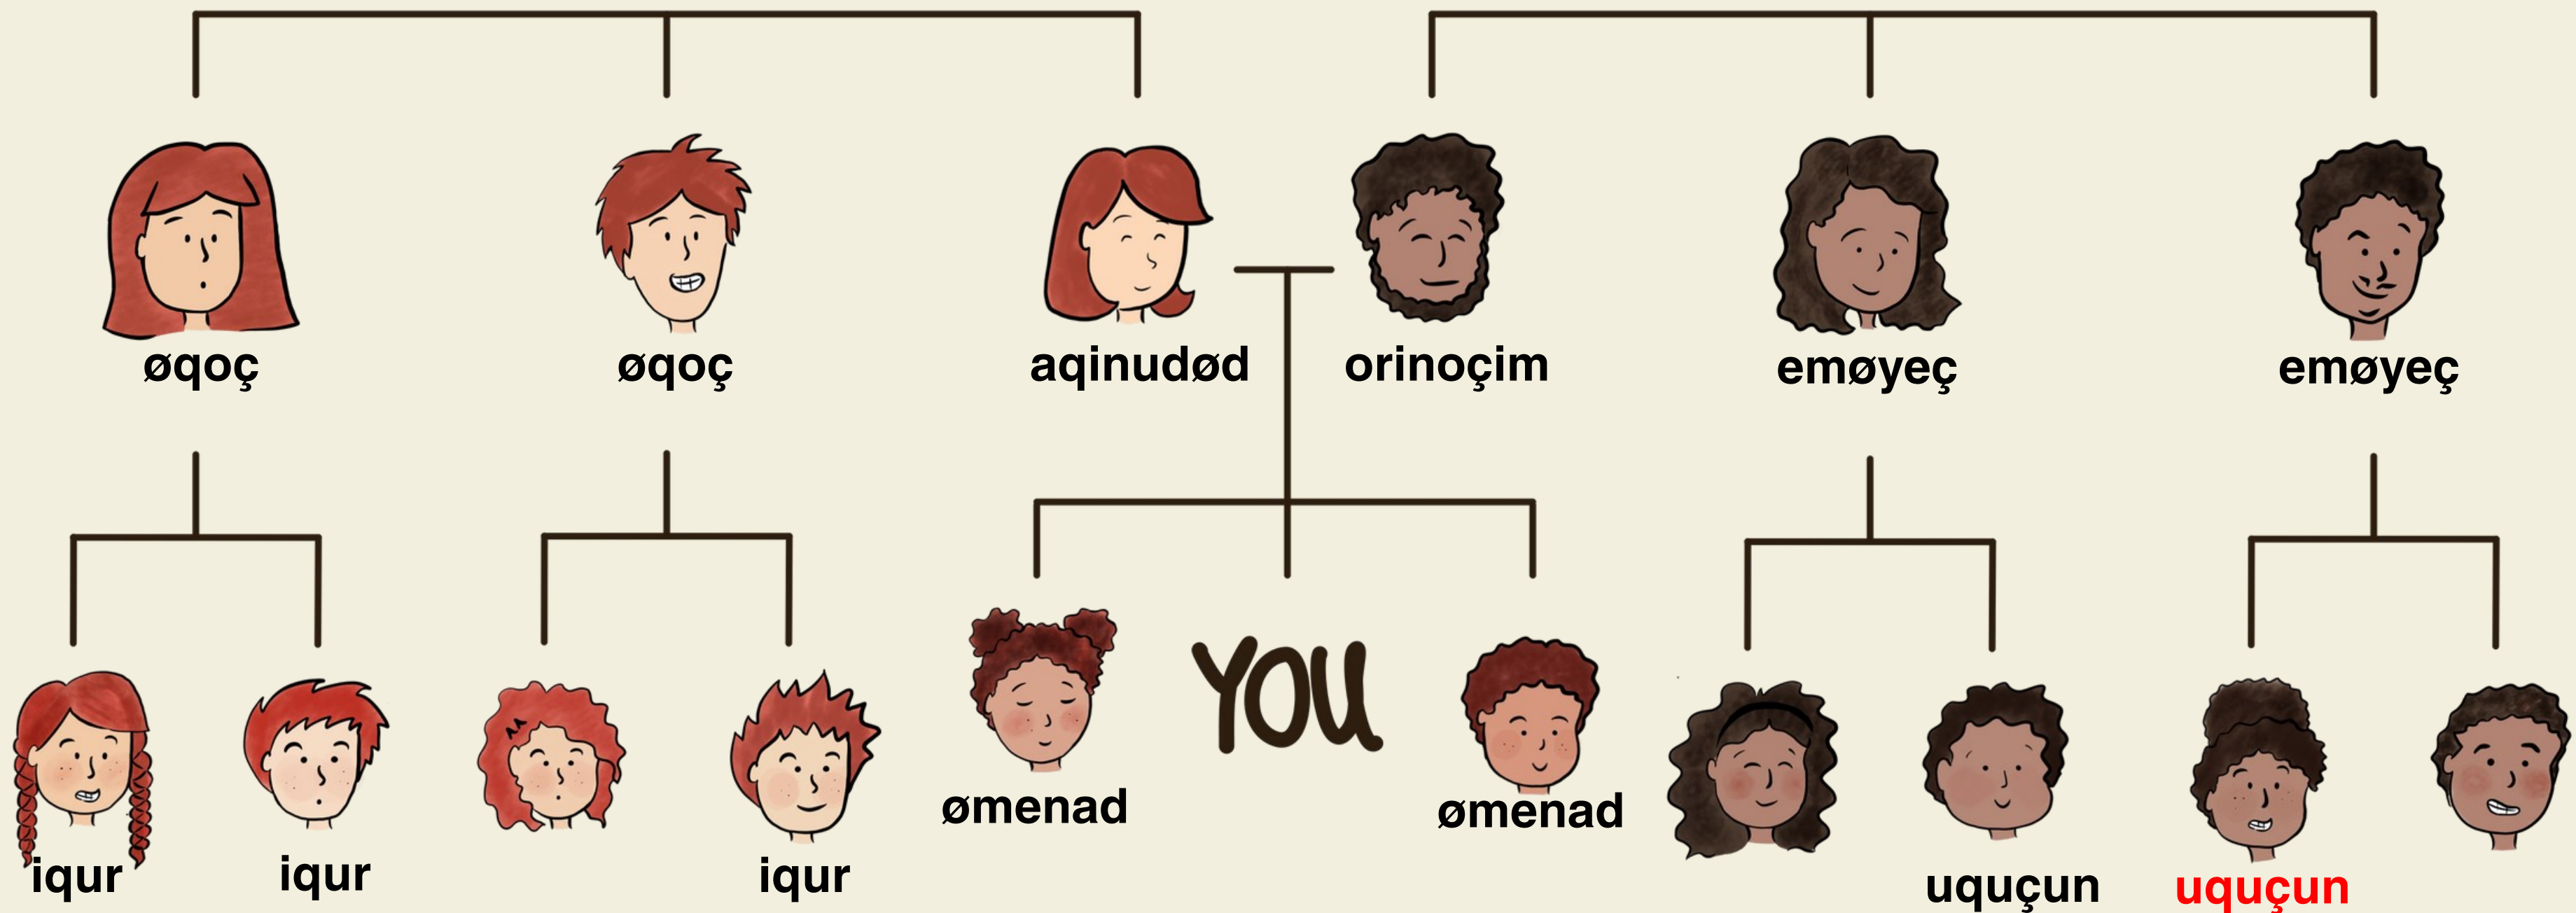 øqoç
øqoç
aqinudød
orinoçim
emøyeç
emøyeç
YOU
ømenad
ømenad
iqur
iqur
iqur
uquçun
uquçun